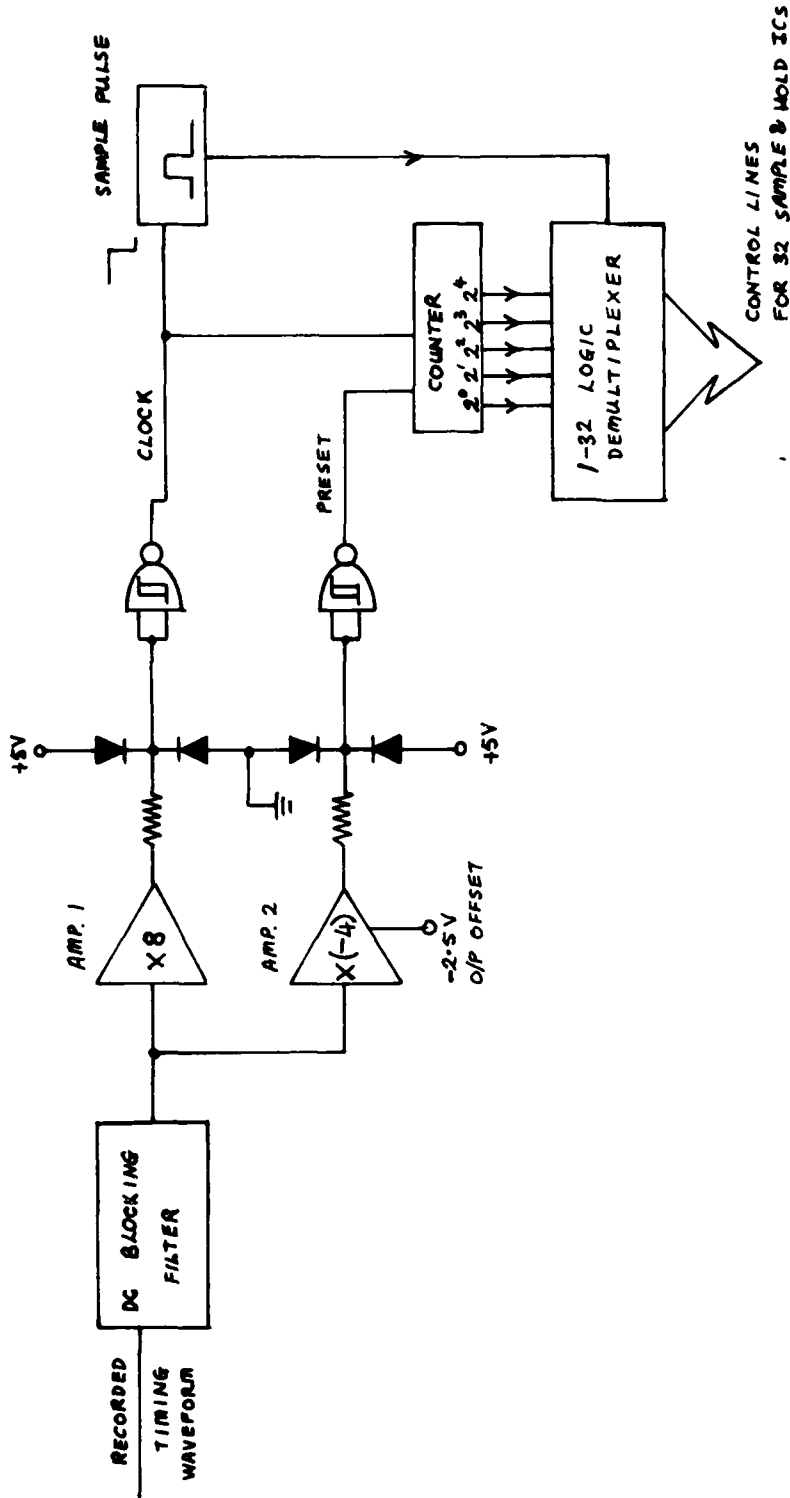 RECORDED
TIMING
WAVEFORM
DC BLOCKING
FILTER
AMP. 1
X 8
AMP. 2
X(-4)
-2.5V
O/P OFFSET
+5V
+5V
CLOCK
PRESET
SAMPLE PULSE
COUNTER
2⁰ 2¹ 2² 2³ 2⁴
1-32 LOGIC
DEMULTIPLEXER
CONTROL LINES
FOR 32 SAMPLE & HOLD ICs